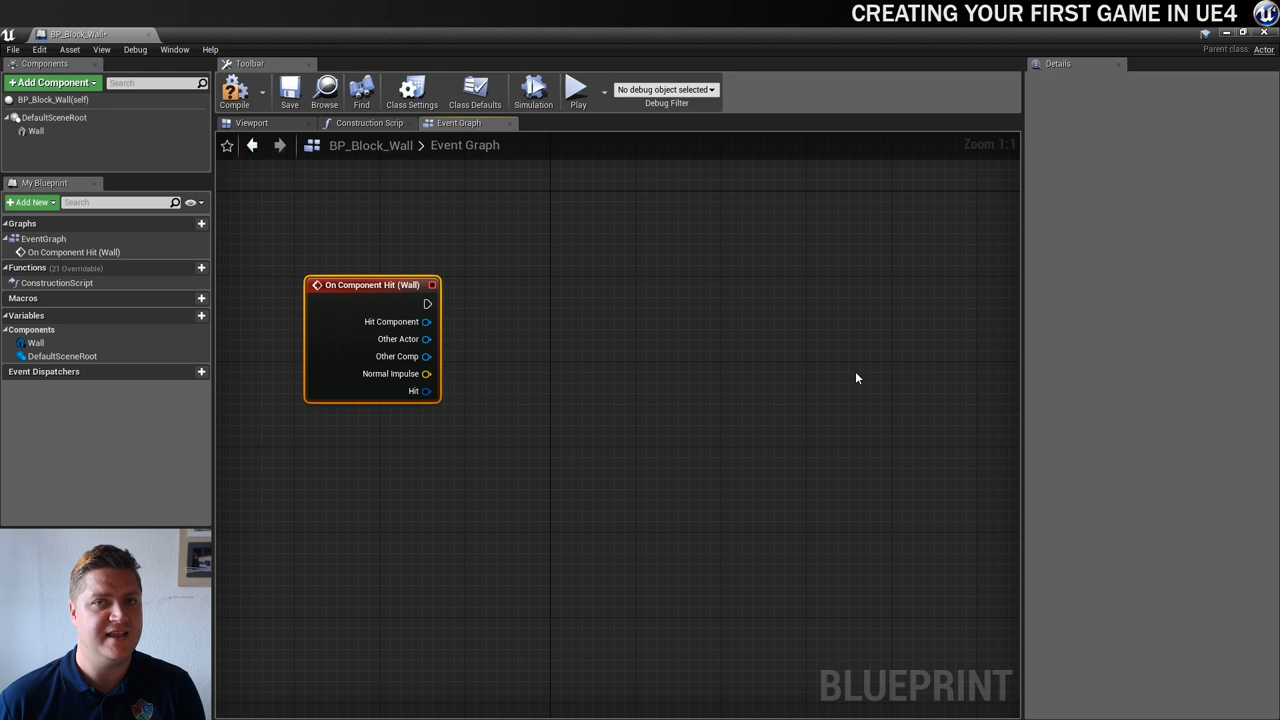 CREATING YOUR FIRST GAME IN UE4
BP_Block_Wall*
File Edit Asset View Debug Window Help
Parent class: Actor
Components
+Add Component
Search
BP_Block_Wall(self)
DefaultSceneRoot
Wall
My Blueprint
+Add New
Search
Graphs
EventGraph
On Component Hit (Wall)
Functions (21 Overridable)
ConstructionScript
Macros
Variables
Components
Wall
DefaultSceneRoot
Event Dispatchers
Toolbar
Compile
Save
Browse
Find
Class Settings
Class Defaults
Simulation
Play
No debug object selected
Debug Filter
Viewport
Construction Scrip
Event Graph
BP_Block_Wall > Event Graph
Zoom 1:1
On Component Hit (Wall)
Hit Component
Other Actor
Other Comp
Normal Impulse
Hit
BLUEPRINT
Details